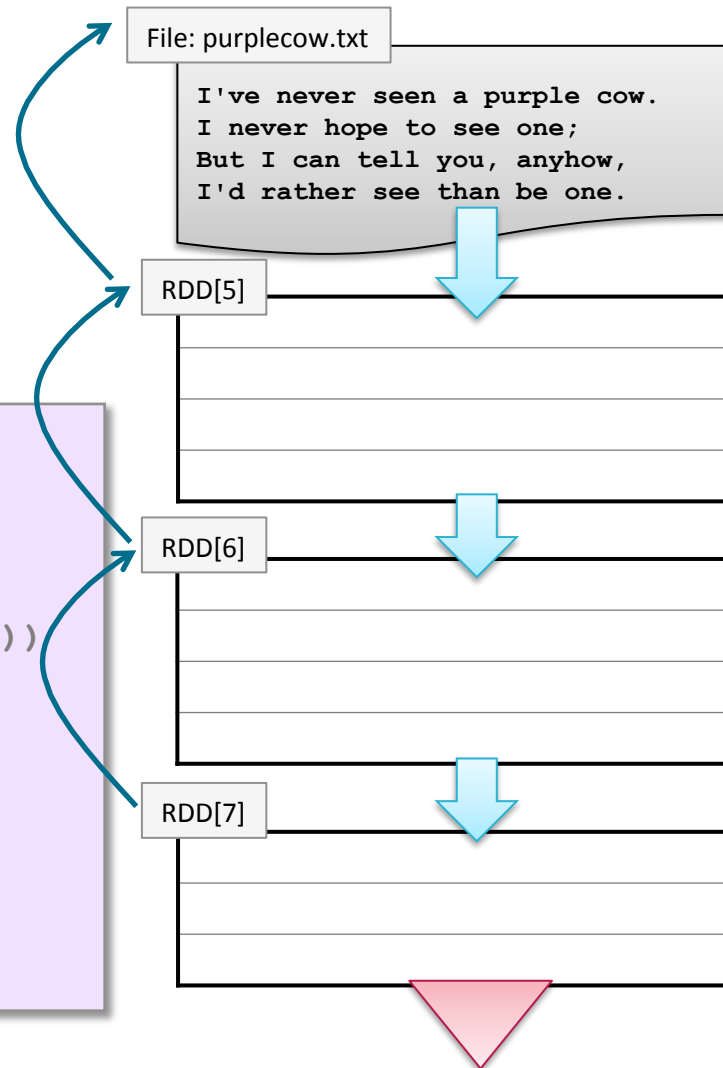 File: purplecow.txt
I've never seen a purple cow.
I never hope to see one;
But I can tell you, anyhow,
I'd rather see than be one.
RDD[5]
RDD[6]
))
RDD[7]